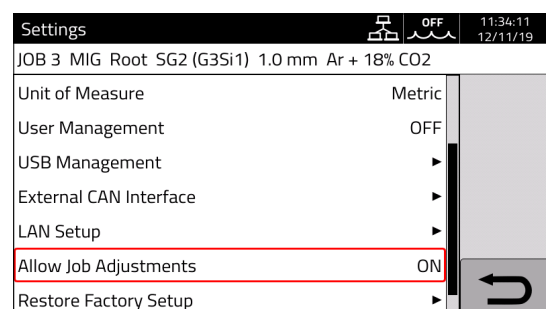 Settings
OFF
11:34:11
12/11/19
JOB 3 MIG Root SG2 (G3Si1) 1.0 mm Ar + 18% CO2
Unit of Measure Metric
User Management OFF
USB Management ►
External CAN Interface ►
LAN Setup ►
Allow Job Adjustments ON
Restore Factory Setup ►